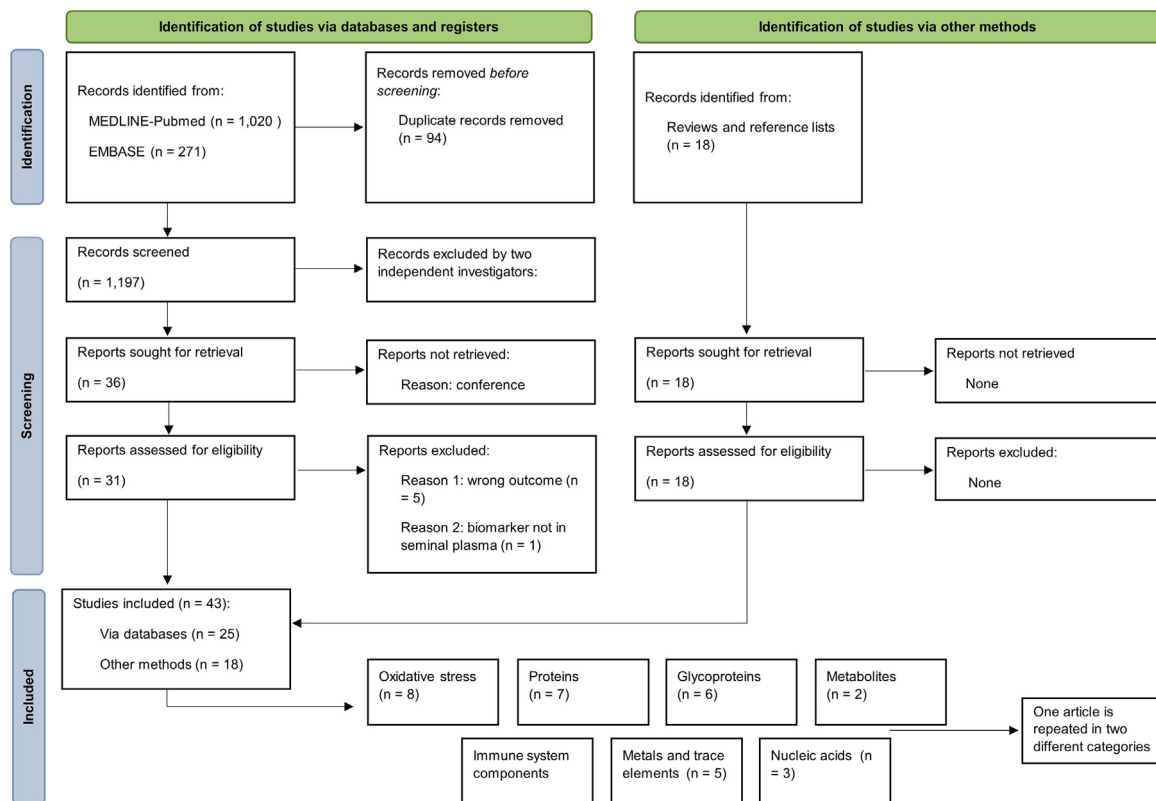 Identification of studies via databases and registers
Identification of studies via other methods
Identification
Records identified from:
MEDLINE-Pubmed (n = 1,020 )
EMBASE (n = 271)
Records removed before
screening:
Duplicate records removed
(n = 94)
Records identified from:
Reviews and reference lists
(n = 18)
Screening
Records screened
(n = 1,197)
Records excluded by two
independent investigators:
Reports sought for retrieval
(n = 36)
Reports not retrieved:
Reason: conference
Reports sought for retrieval
(n = 18)
Reports not retrieved
None
Reports assessed for eligibility
(n = 31)
Reports excluded:
Reason 1: wrong outcome (n
= 5)
Reason 2: biomarker not in
seminal plasma (n = 1)
Reports assessed for eligibility
(n = 18)
Reports excluded:
None
Included
Studies included (n = 43):
Via databases (n = 25)
Other methods (n = 18)
Oxidative stress
(n = 8)
Proteins
(n = 7)
Glycoproteins
(n = 6)
Metabolites
(n = 2)
Immune system
components
Metals and trace
elements (n = 5)
Nucleic acids (n
= 3)
One article is
repeated in two
different categories